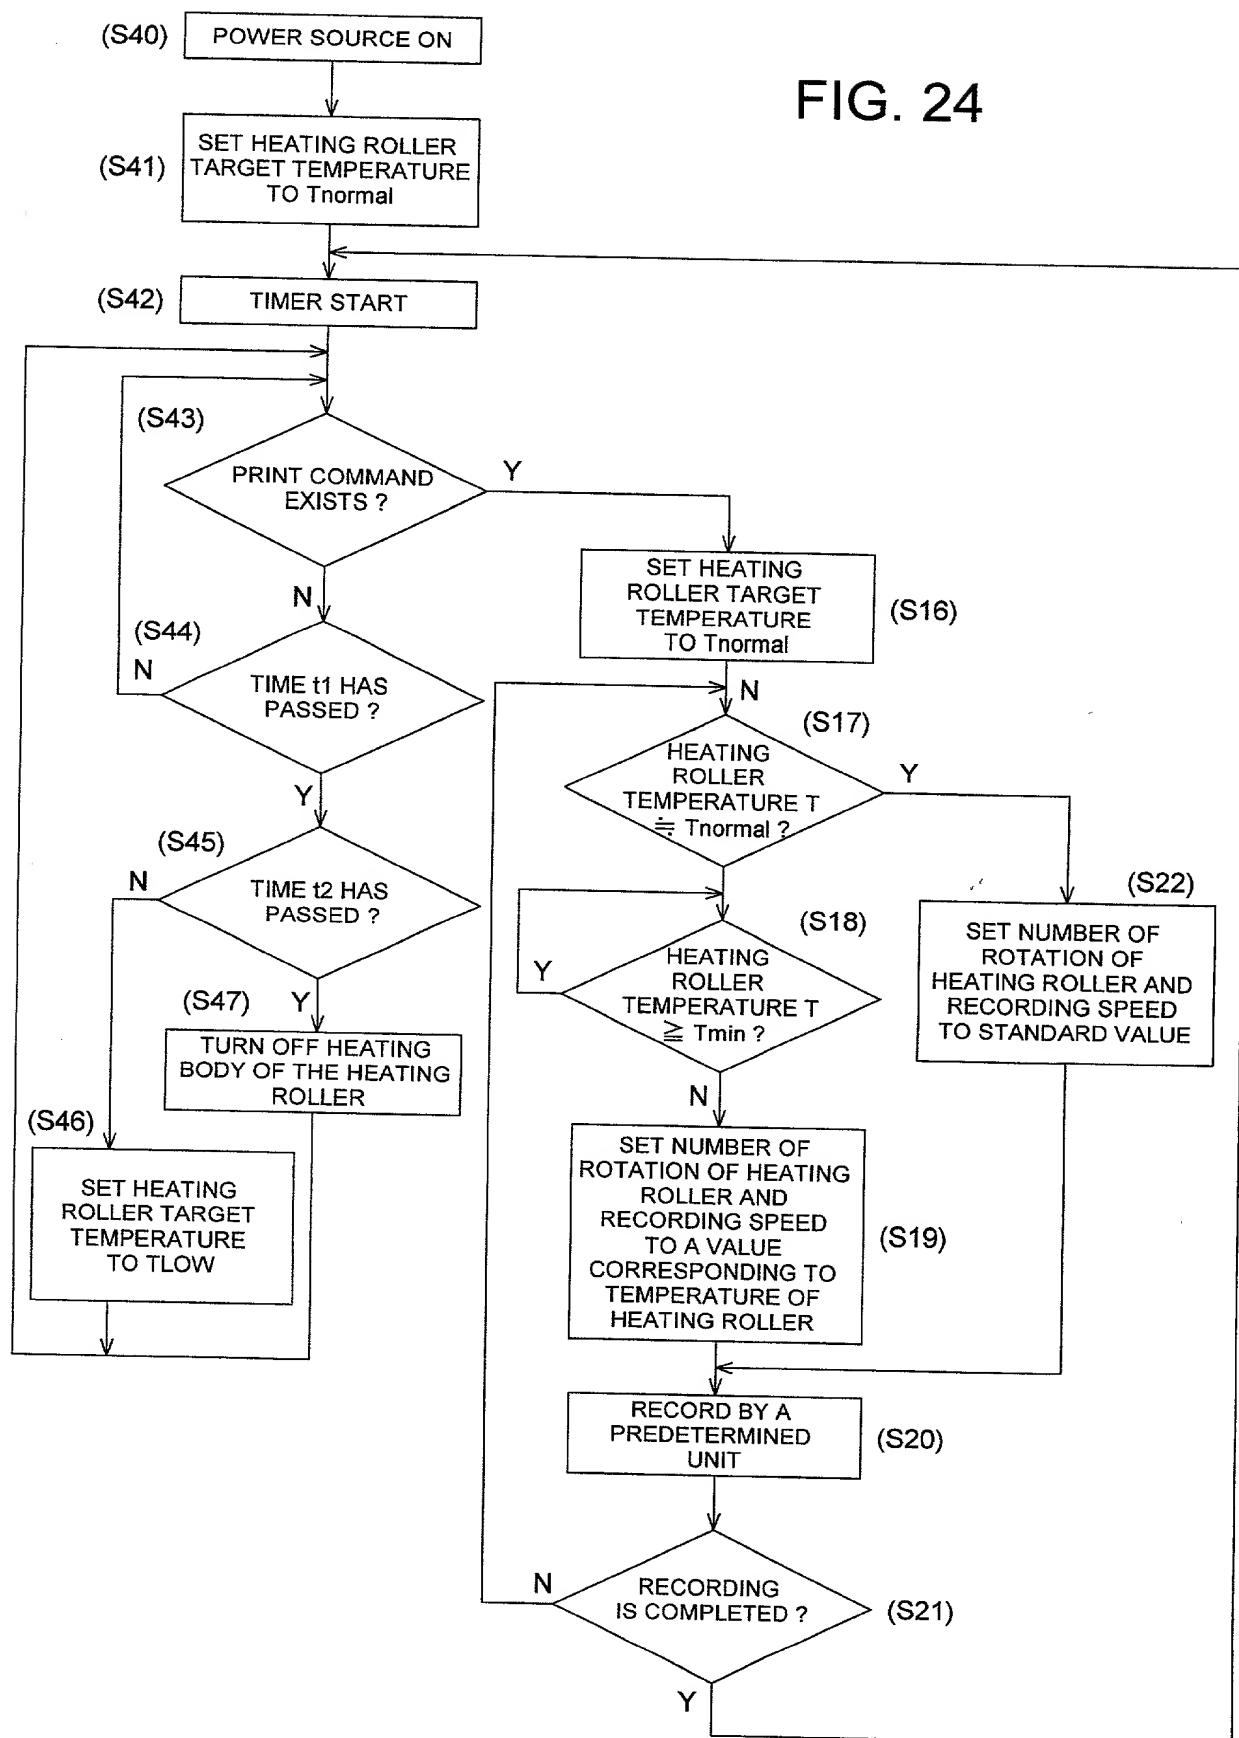 FIG. 24
(S40)
POWER SOURCE ON
(S41)
SET HEATING ROLLER
TARGET TEMPERATURE
TO Tnormal
(S42)
TIMER START
(S43)
PRINT COMMAND
EXISTS ?
Y
N
(S44)
N
TIME t1 HAS
PASSED ?
Y
(S45)
N
TIME t2 HAS
PASSED ?
Y
(S47)
TURN OFF HEATING
BODY OF THE HEATING
ROLLER
(S46)
SET HEATING
ROLLER TARGET
TEMPERATURE
TO TLOW
SET HEATING
ROLLER TARGET
TEMPERATURE
TO Tnormal
(S16)
N
(S17)
HEATING
ROLLER
TEMPERATURE T
≒ Tnormal ?
Y
(S18)
HEATING
ROLLER
TEMPERATURE T
≧ Tmin ?
Y
N
(S22)
SET NUMBER OF
ROTATION OF
HEATING ROLLER AND
RECORDING SPEED
TO STANDARD VALUE
SET NUMBER OF
ROTATION OF HEATING
ROLLER AND
RECORDING SPEED
TO A VALUE
CORRESPONDING TO
TEMPERATURE OF
HEATING ROLLER
(S19)
RECORD BY A
PREDETERMINED
UNIT
(S20)
N
RECORDING
IS COMPLETED ?
(S21)
Y